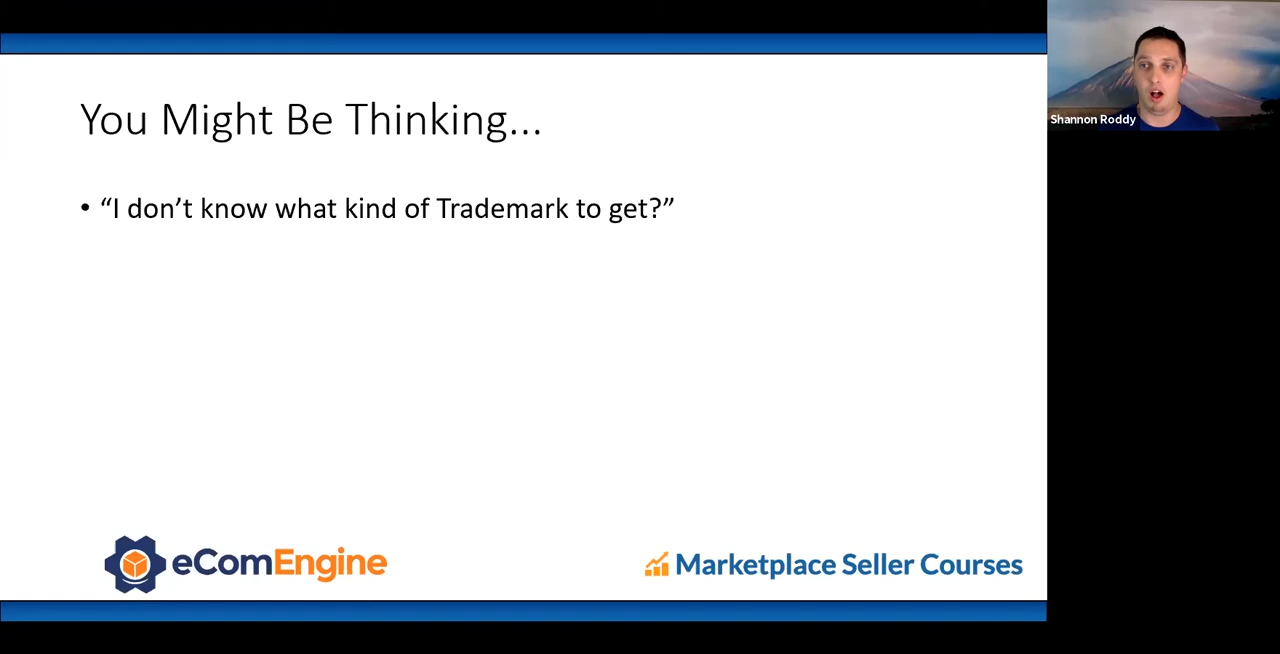 You Might Be Thinking...
• “I don’t know what kind of Trademark to get?”
eComEngine
Marketplace Seller Courses
Shannon Roddy